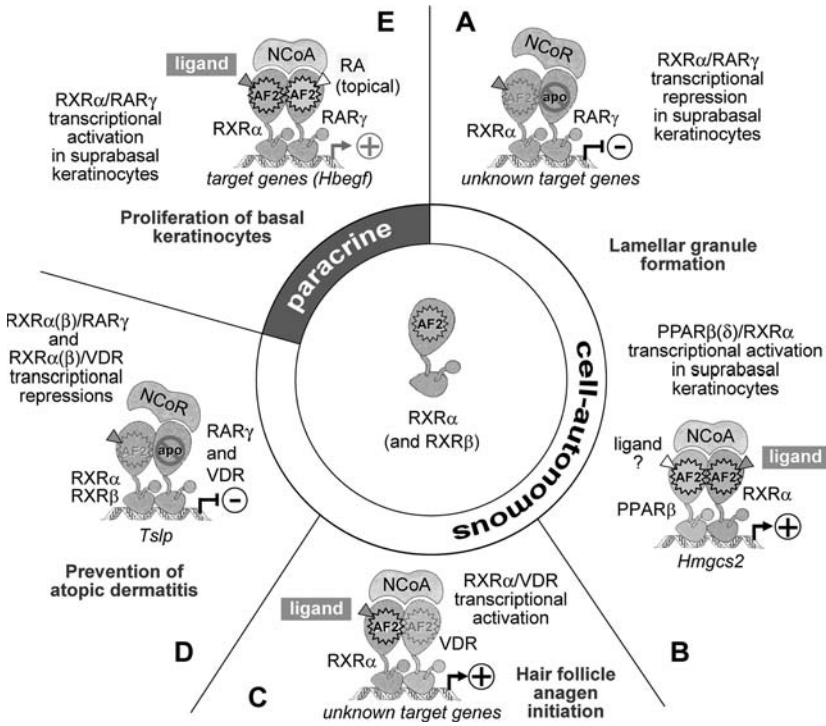 E
A
NCoA
ligand
RA
(topical)
AF2
AF2
RXRα/RARγ
transcriptional
activation
in suprabasal
keratinocytes
RXRα
RARγ
+
target genes (Hbegf)
Proliferation of basal
keratinocytes
NCoR
AF2
apo
RXRα/RARγ
transcriptional
repression
in suprabasal
keratinocytes
RXRα
RARγ
−
unknown target genes
Lamellar granule
formation
paracrine
cell-autonomous
AF2
RXRα
(and RXRβ)
RXRα(β)/RARγ
and
RXRα(β)/VDR
transcriptional
repressions
NCoR
AF2
apo
RARγ
and
VDR
RXRα
RXRβ
−
Tslp
Prevention of
atopic dermatitis
D
PPARβ(δ)/RXRα
transcriptional activation
in suprabasal
keratinocytes
NCoA
ligand
?
ligand
AF2
AF2
PPARβ
RXRα
+
Hmgcs2
B
NCoA
RXRα/VDR
transcriptional
activation
ligand
AF2
AF2
VDR
RXRα
+
Hair follicle
anagen
initiation
C
unknown target genes